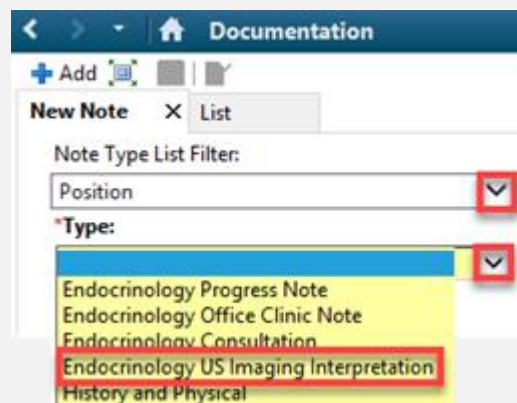 Documentation
Add
New Note X List
Note Type List Filter:
Position
*Type:
Endocrinology Progress Note
Endocrinology Office Clinic Note
Endocrinology Consultation
Endocrinology US Imaging Interpretation
History and Physical